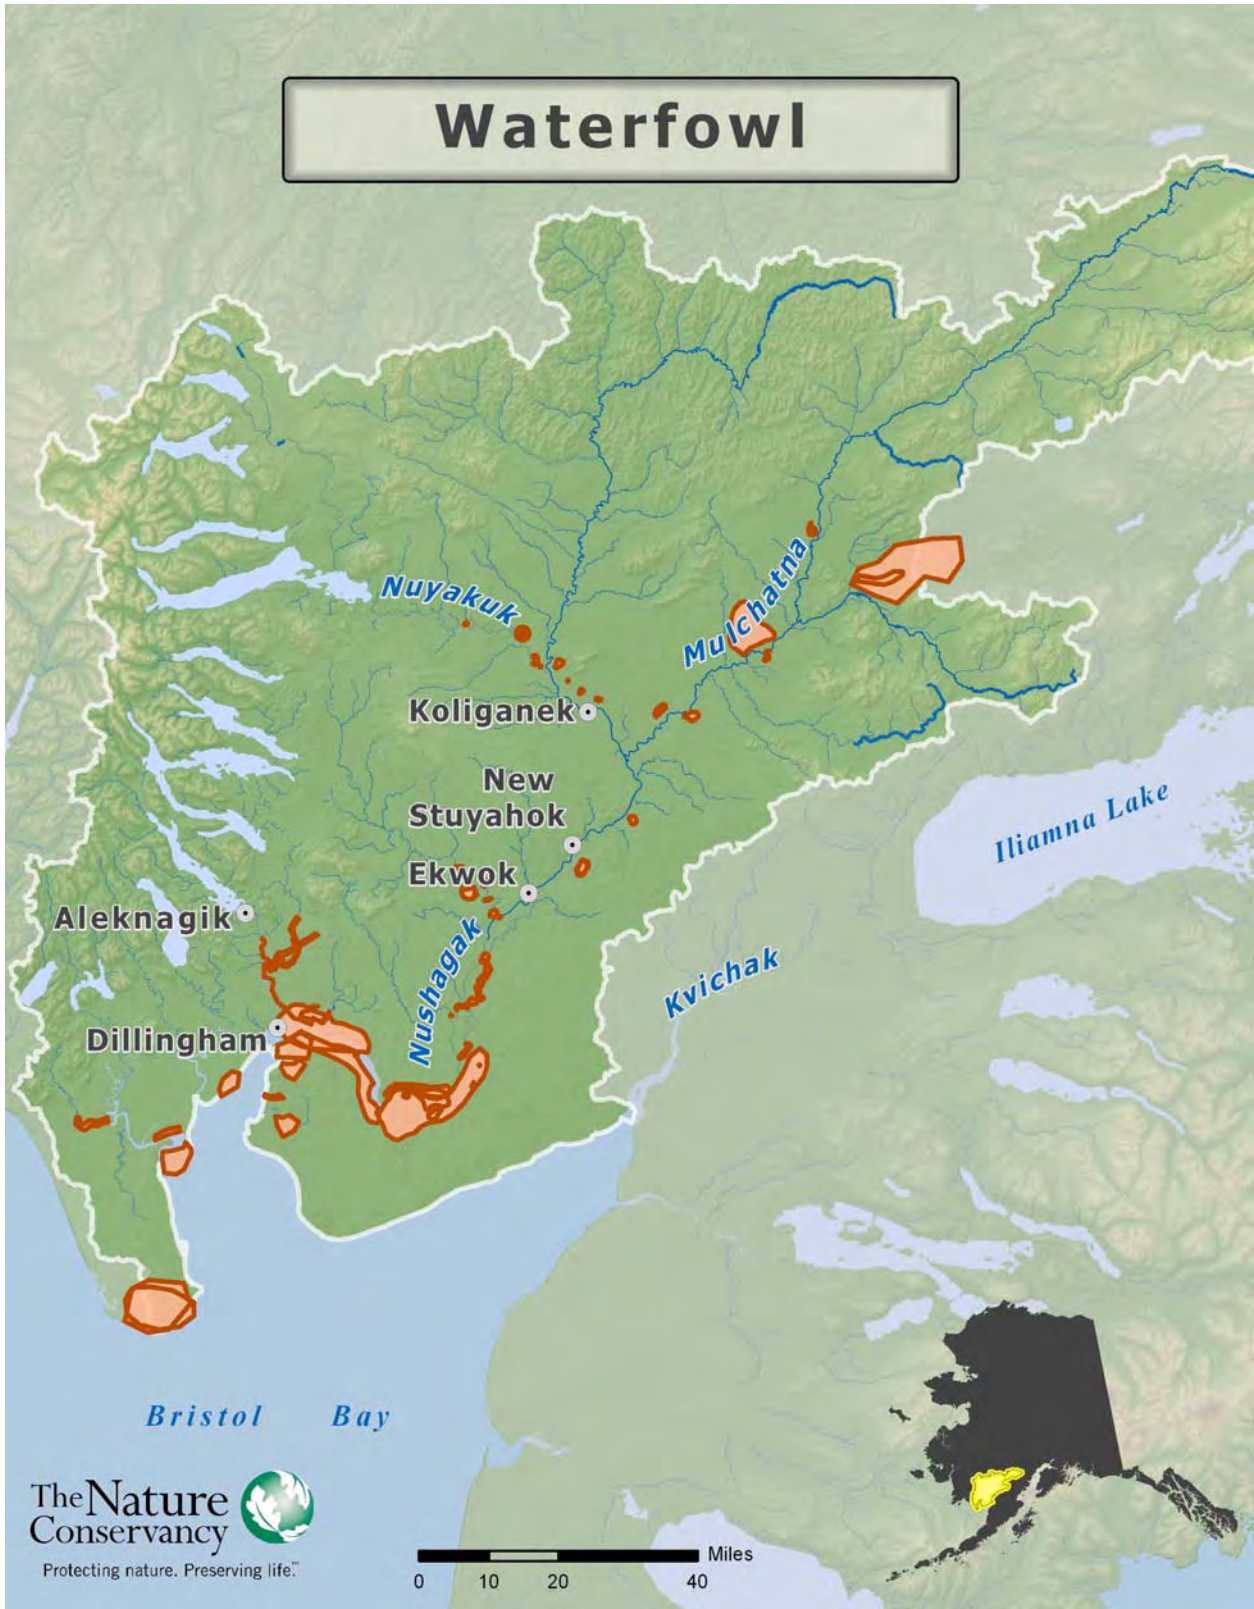 Waterfowl
Nuyakuk
Mulchatna
Koliganek
New
Stuyahok
Iliamna Lake
Ekwok
Aleknagik
Nushagak
Kvichak
Dillingham
Bristol Bay
The Nature
Conservancy
Protecting nature. Preserving life.™
Miles
0 10 20 40